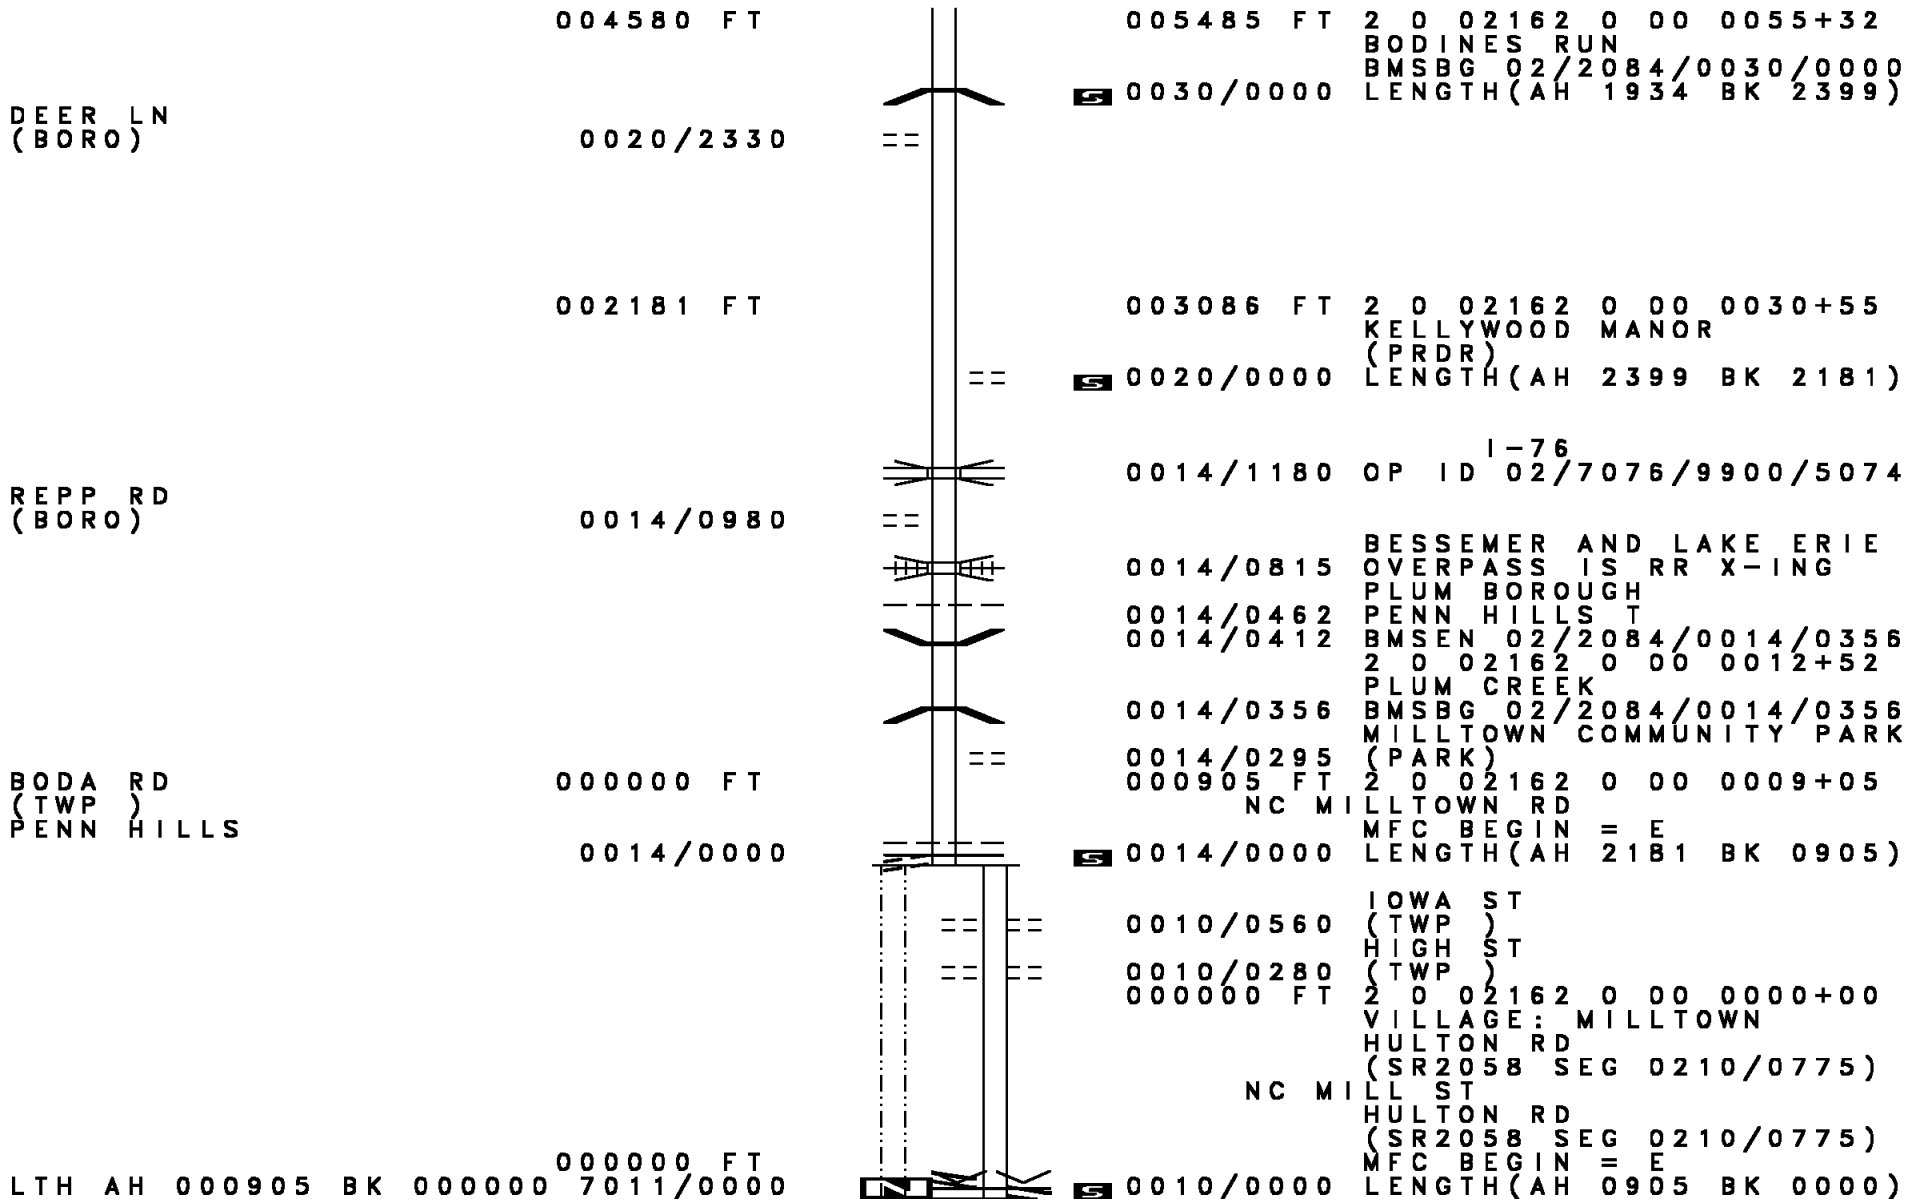 004580 FT 005485 FT 2 0 02162 0 00 0055+32
BODINES RUN
BMSBG 02/2084/0030/0000
S 0030/0000 LENGTH(AH 1934 BK 2399)
DEER LN
(BORO) 0020/2330
002181 FT 003086 FT 2 0 02162 0 00 0030+55
KELLYWOOD MANOR
(PRDR)
S 0020/0000 LENGTH(AH 2399 BK 2181)
I-76
0014/1180 OP ID 02/7076/9900/5074
REPP RD
(BORO) 0014/0980
BESSEMER AND LAKE ERIE
0014/0815 OVERPASS IS RR X-ING
PLUM BOROUGH
0014/0462 PENN HILLS T
0014/0412 BMSEN 02/2084/0014/0356
2 0 02162 0 00 0012+52
PLUM CREEK
0014/0356 BMSBG 02/2084/0014/0356
MILLTOWN COMMUNITY PARK
0014/0295 (PARK)
BODA RD 000000 FT 000905 FT 2 0 02162 0 00 0009+05
(TWP ) NC MILLTOWN RD
PENN HILLS MFC BEGIN = E
0014/0000 S 0014/0000 LENGTH(AH 2181 BK 0905)
IOWA ST
0010/0560 (TWP )
HIGH ST
0010/0280 (TWP )
000000 FT 2 0 02162 0 00 0000+00
VILLAGE: MILLTOWN
HULTON RD
(SR2058 SEG 0210/0775)
NC MILL ST
HULTON RD
(SR2058 SEG 0210/0775)
000000 FT MFC BEGIN = E
LTH AH 000905 BK 000000 7011/0000 N S 0010/0000 LENGTH(AH 0905 BK 0000)